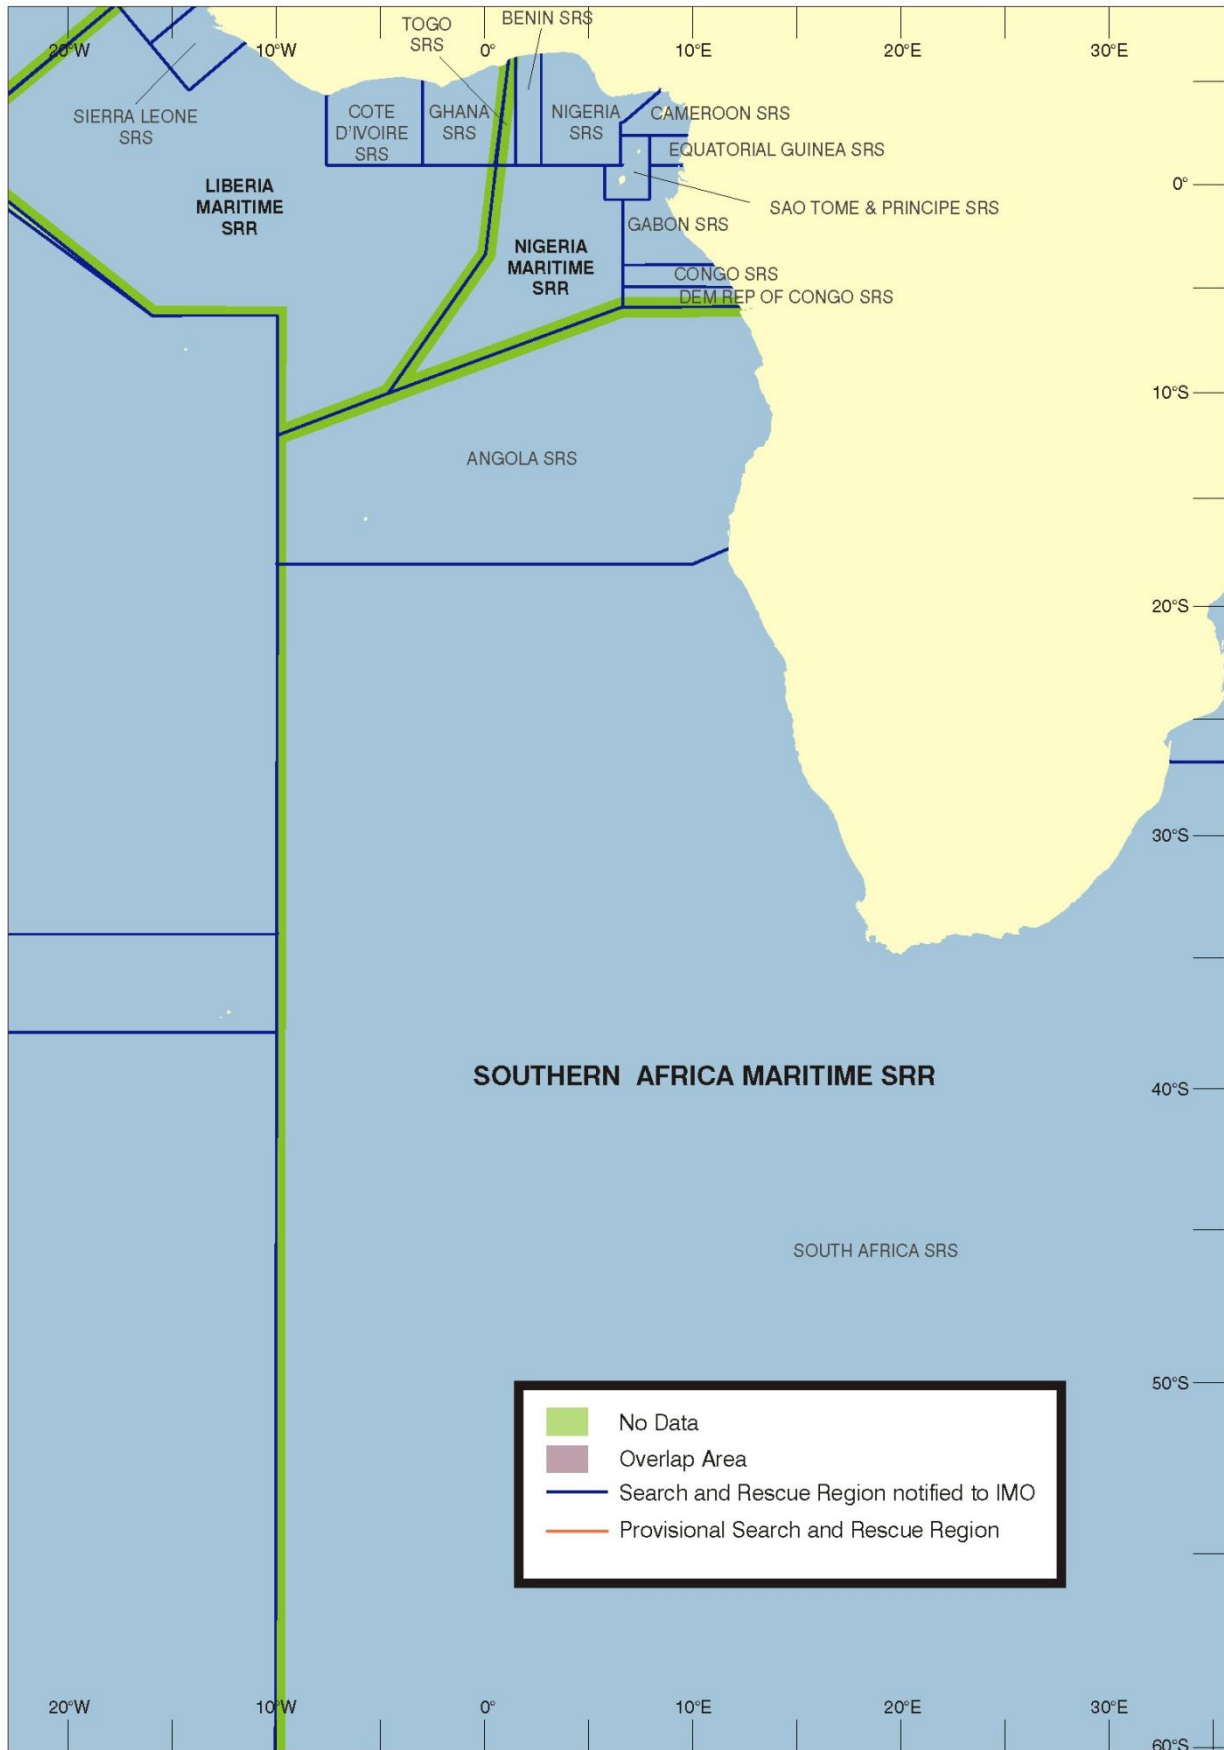 TOGO
SRS
BENIN SRS
20°W
10°W
0°
10°E
20°E
30°E
SIERRA LEONE
SRS
COTE
D'IVOIRE
SRS
GHANA
SRS
NIGERIA
SRS
CAMEROON SRS
EQUATORIAL GUINEA SRS
0°
LIBERIA
MARITIME
SRR
SAO TOME & PRINCIPE SRS
GABON SRS
NIGERIA
MARITIME
SRR
CONGO SRS
DEM REP OF CONGO SRS
10°S
ANGOLA SRS
20°S
30°S
SOUTHERN AFRICA MARITIME SRR
40°S
SOUTH AFRICA SRS
50°S
No Data
Overlap Area
Search and Rescue Region notified to IMO
Provisional Search and Rescue Region
20°W
10°W
0°
10°E
20°E
30°E
60°S